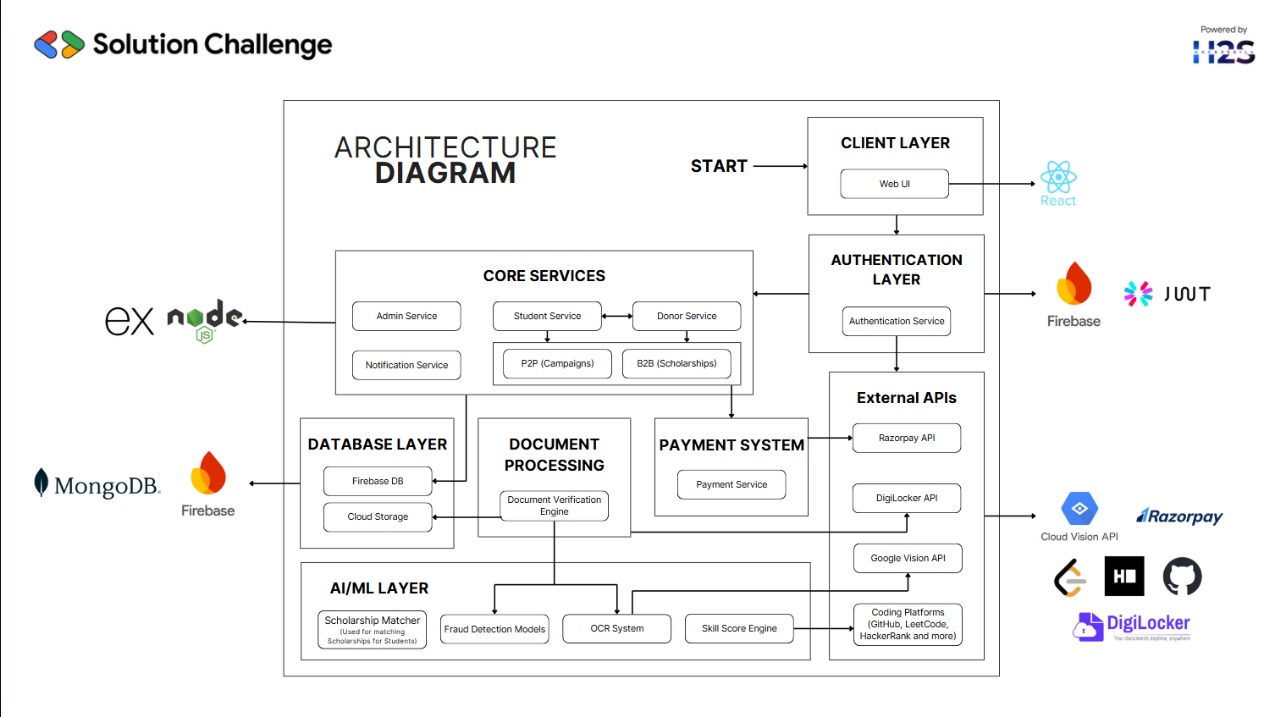 Solution Challenge
Powered by
H2S
ARCHITECTURE
DIAGRAM
START
CLIENT LAYER
Web UI
React
AUTHENTICATION
LAYER
Authentication Service
Firebase
JWT
CORE SERVICES
Admin Service
Student Service
Donor Service
Notification Service
P2P (Campaigns)
B2B (Scholarships)
ex
node
JS
External APIs
Razorpay API
DigiLocker API
Google Vision API
Coding Platforms
(GitHub, LeetCode,
HackerRank and more)
DATABASE LAYER
Firebase DB
Cloud Storage
MongoDB.
Firebase
DOCUMENT
PROCESSING
Document Verification
Engine
PAYMENT SYSTEM
Payment Service
Cloud Vision API
Razorpay
H
DigiLocker
Your documents anytime, anywhere
AI/ML LAYER
Scholarship Matcher
(Used for matching
Scholarships for Students)
Fraud Detection Models
OCR System
Skill Score Engine